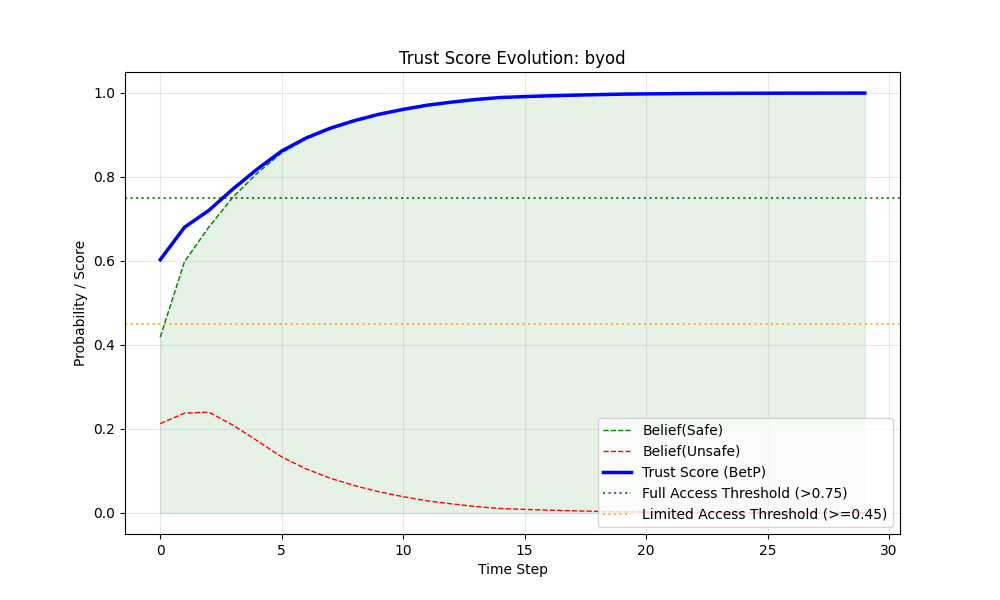 Trust Score Evolution: byod
Probability / Score
1.0
0.8
0.6
0.4
0.2
0.0
Belief(Safe)
Belief(Unsafe)
Trust Score (BetP)
Full Access Threshold (>0.75)
Limited Access Threshold (>=0.45)
0 5 10 15 20 25 30
Time Step